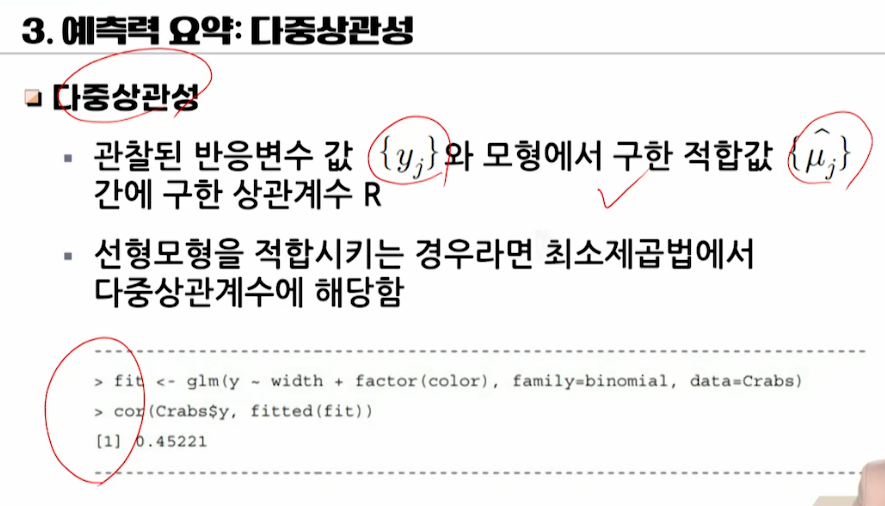 3. 예측력 요약: 다중상관성
다중상관성
관찰된 반응변수 값 {y_j}와 모형에서 구한 적합값 {\hat{μ}_j}
간에 구한 상관계수 R
선형모형을 적합시키는 경우라면 최소제곱법에서
다중상관계수에 해당함
> fit <- glm(y ~ width + factor(color), family=binomial, data=Crabs)
> cor(Crabs$y, fitted(fit))
[1] 0.45221